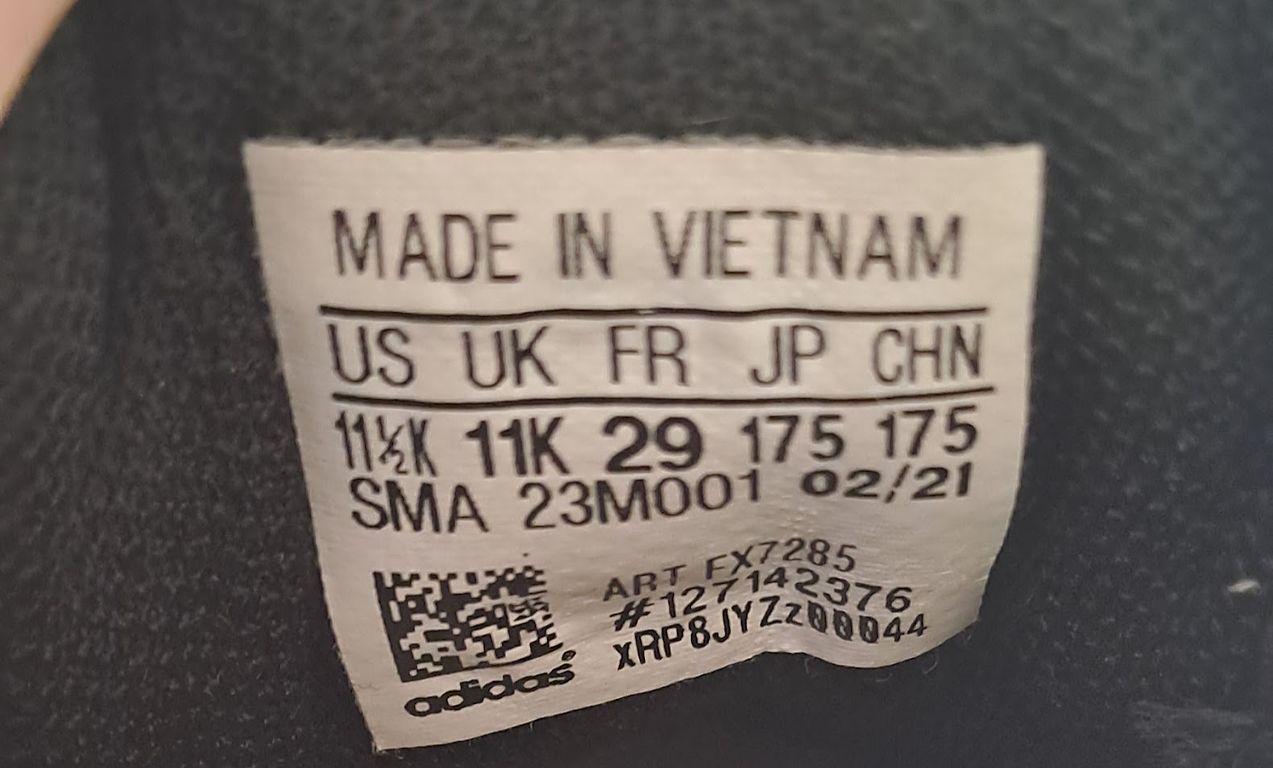 MADE IN VIETNAM
US UK FR JP CHN
11½K 11K 29 175 175
SMA 23M001 02/21
ART FX7285
#127142376
xRP8JYZz00044
adidas®